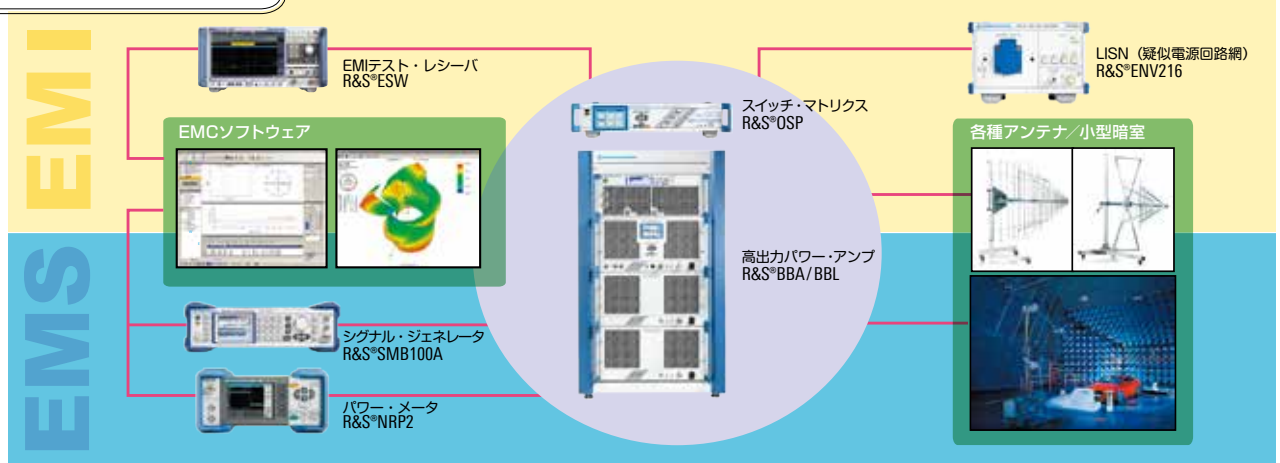 EMI
EMS
EMIテスト・レシーバ
R&S®ESW
EMCソフトウェア
シグナル・ジェネレータ
R&S®SMB100A
パワー・メータ
R&S®NRP2
スイッチ・マトリクス
R&S®OSP
高出力パワー・アンプ
R&S®BBA/BBL
LISN（疑似電源回路網）
R&S®ENV216
各種アンテナ／小型暗室